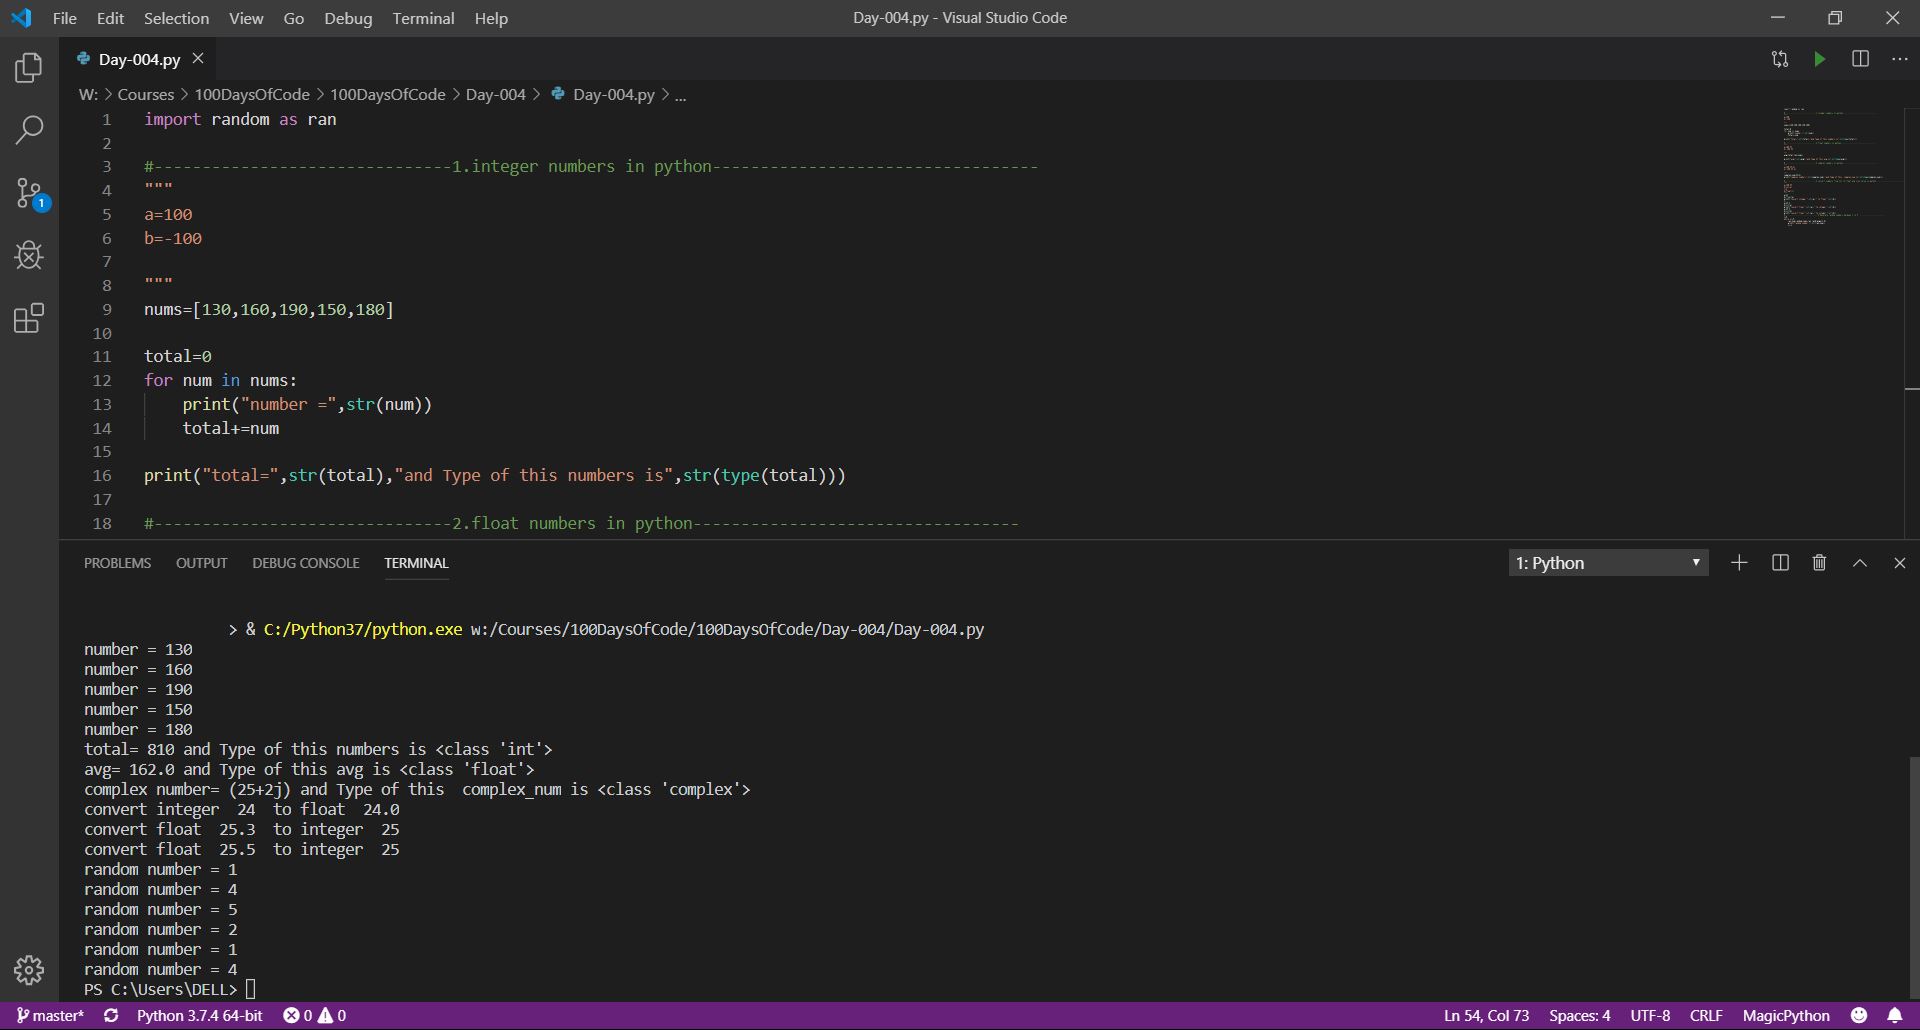 File Edit Selection View Go Debug Terminal Help
Day-004.py - Visual Studio Code
Day-004.py
W: > Courses > 100DaysOfCode > 100DaysOfCode > Day-004 > Day-004.py > ...
1 import random as ran
2
3 #-------------------------------1.integer numbers in python----------------------------------
4 """
5 a=100
6 b=-100
7
8 """
9 nums=[130,160,190,150,180]
10
11 total=0
12 for num in nums:
13     print("number =",str(num))
14     total+=num
15
16 print("total=",str(total),"and Type of this numbers is",str(type(total)))
17
18 #-------------------------------2.float numbers in python----------------------------------
PROBLEMS OUTPUT DEBUG CONSOLE TERMINAL
1: Python
> & C:/Python37/python.exe w:/Courses/100DaysOfCode/100DaysOfCode/Day-004/Day-004.py
number = 130
number = 160
number = 190
number = 150
number = 180
total= 810 and Type of this numbers is <class 'int'>
avg= 162.0 and Type of this avg is <class 'float'>
complex number= (25+2j) and Type of this  complex_num is <class 'complex'>
convert integer  24  to float  24.0
convert float  25.3  to integer  25
convert float  25.5  to integer  25
random number = 1
random number = 4
random number = 5
random number = 2
random number = 1
random number = 4
PS C:\Users\DELL>
1
master* Python 3.7.4 64-bit 0 0
Ln 54, Col 73 Spaces: 4 UTF-8 CRLF MagicPython